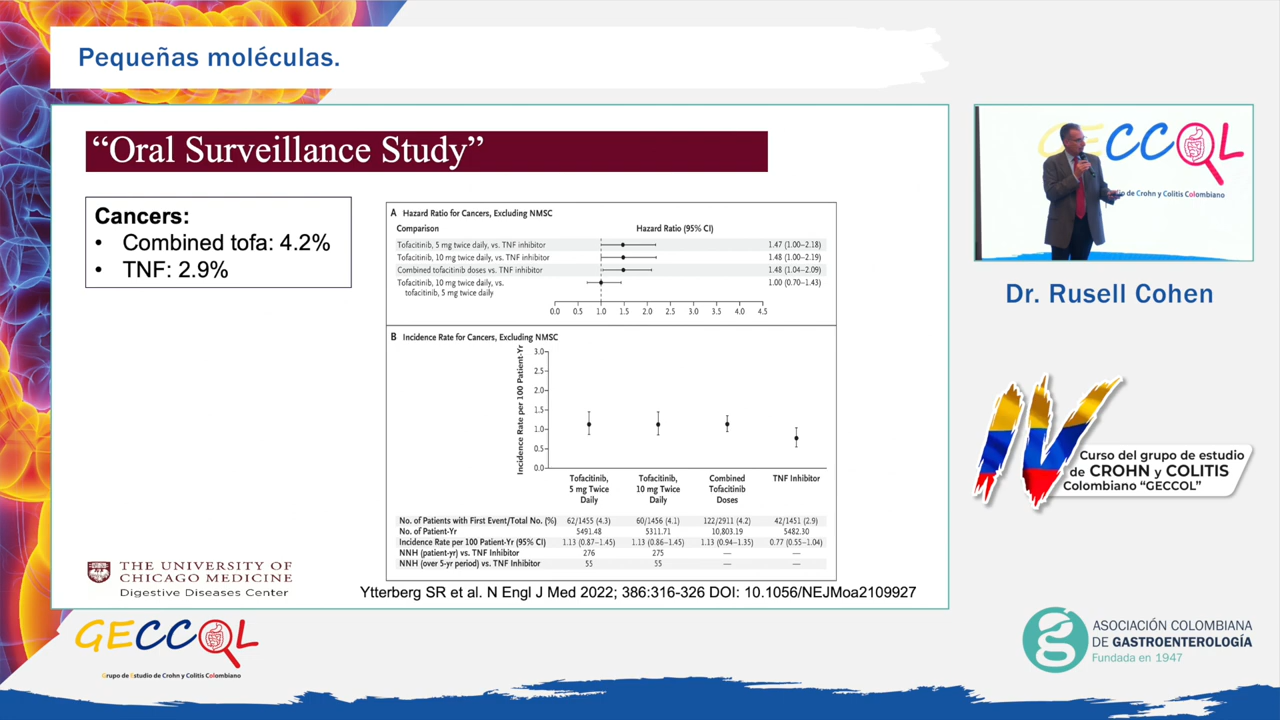 Pequeñas moléculas.
“Oral Surveillance Study”
Cancers:
• Combined tofa: 4.2%
• TNF: 2.9%
A Hazard Ratio for Cancers, Excluding NMSC
Comparison Hazard Ratio (95% CI)
Tofacitinib, 5 mg twice daily, vs. TNF inhibitor 1.47 (1.00–2.18)
Tofacitinib, 10 mg twice daily, vs. TNF inhibitor 1.48 (1.00–2.19)
Combined tofacitinib doses vs. TNF inhibitor 1.48 (1.04–2.09)
Tofacitinib, 10 mg twice daily, vs. 1.00 (0.70–1.43)
tofacitinib, 5 mg twice daily
0.0 0.5 1.0 1.5 2.0 2.5 3.0 3.5 4.0 4.5
B Incidence Rate for Cancers, Excluding NMSC
Incidence Rate per 100 Patient-Yr
3.0
2.5
2.0
1.5
1.0
0.5
0.0
Tofacitinib, Tofacitinib, Combined TNF Inhibitor
5 mg Twice 10 mg Twice Tofacitinib
Daily Daily Doses
No. of Patients with First Event/Total No. (%) 62/1455 (4.3) 60/1456 (4.1) 122/2911 (4.2) 42/1451 (2.9)
No. of Patient-Yr 5491.48 5311.71 10,803.19 5482.30
Incidence Rate per 100 Patient-Yr (95% CI) 1.13 (0.87–1.45) 1.13 (0.86–1.45) 1.13 (0.94–1.35) 0.77 (0.55–1.04)
NNH (patient-yr) vs. TNF Inhibitor 276 275 — —
NNH (over 5-yr period) vs. TNF Inhibitor 55 55 — —
THE UNIVERSITY OF
CHICAGO MEDICINE
Digestive Diseases Center
Ytterberg SR et al. N Engl J Med 2022; 386:316-326 DOI: 10.1056/NEJMoa2109927
GECCOL
de Crohn y Colitis Colombiano
Dr. Rusell Cohen
IV
Curso del grupo de estudio
de CROHN y COLITIS
Colombiano “GECCOL”
GECCOL
Grupo de Estudio de Crohn y Colitis Colombiano
ASOCIACIÓN COLOMBIANA
DE GASTROENTEROLOGÍA
Fundada en 1947